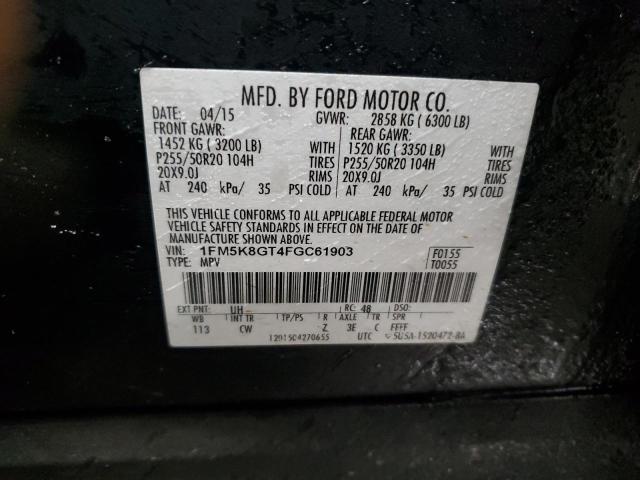 MFD. BY FORD MOTOR CO.
DATE: 04/15 GVWR: 2858 KG ( 6300 LB)
FRONT GAWR: REAR GAWR:
1452 KG ( 3200 LB) WITH 1520 KG ( 3350 LB) WITH
P255/50R20 104H TIRES P255/50R20 104H TIRES
20X9.0J RIMS 20X9.0J RIMS
AT 240 kPa/ 35 PSI COLD AT 240 kPa/ 35 PSI COLD
THIS VEHICLE CONFORMS TO ALL APPLICABLE FEDERAL MOTOR
VEHICLE SAFETY STANDARDS IN EFFECT ON THE DATE OF
MANUFACTURE SHOWN ABOVE.
VIN: 1FM5K8GT4FGC61903 F0155
TYPE: MPV T0055
EXT PNT: UH RC: 48 DSO:
WB INT TR TP/PS R AXLE TR SPR
113 CW Z 3E C FFFF
120150427065S UTC 5USA-1520472-BA